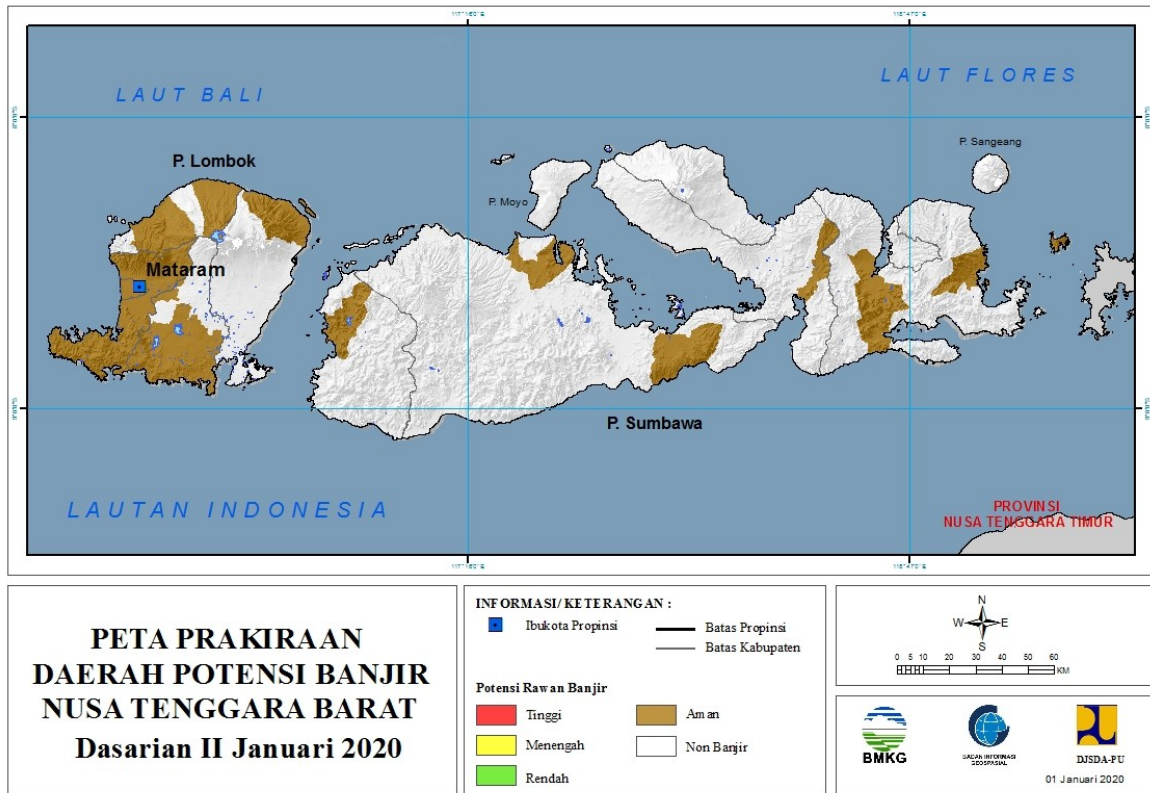 LAUT BALI
LAUT FLORES
P. Sangeang
P. Lombok
P. Moyo
Mataram
P. Sumbawa
LAUTAN INDONESIA
PROVINSI
NUSA TENGGARA TIMUR
PETA PRAKIRAAN
DAERAH POTENSI BANJIR
NUSA TENGGARA BARAT
Dasarian II Januari 2020
INFORMASI/ KETERANGAN :
Ibukota Propinsi
Batas Propinsi
Batas Kabupaten
Potensi Rawan Banjir
Tinggi
Aman
Menengah
Non Banjir
Rendah
N
W E
S
0 5 10 20 30 40 50 60
KM
BMKG
BADAN INFORMASI
GEOSPASIAL
DJSDA-PU
01 Januari 2020